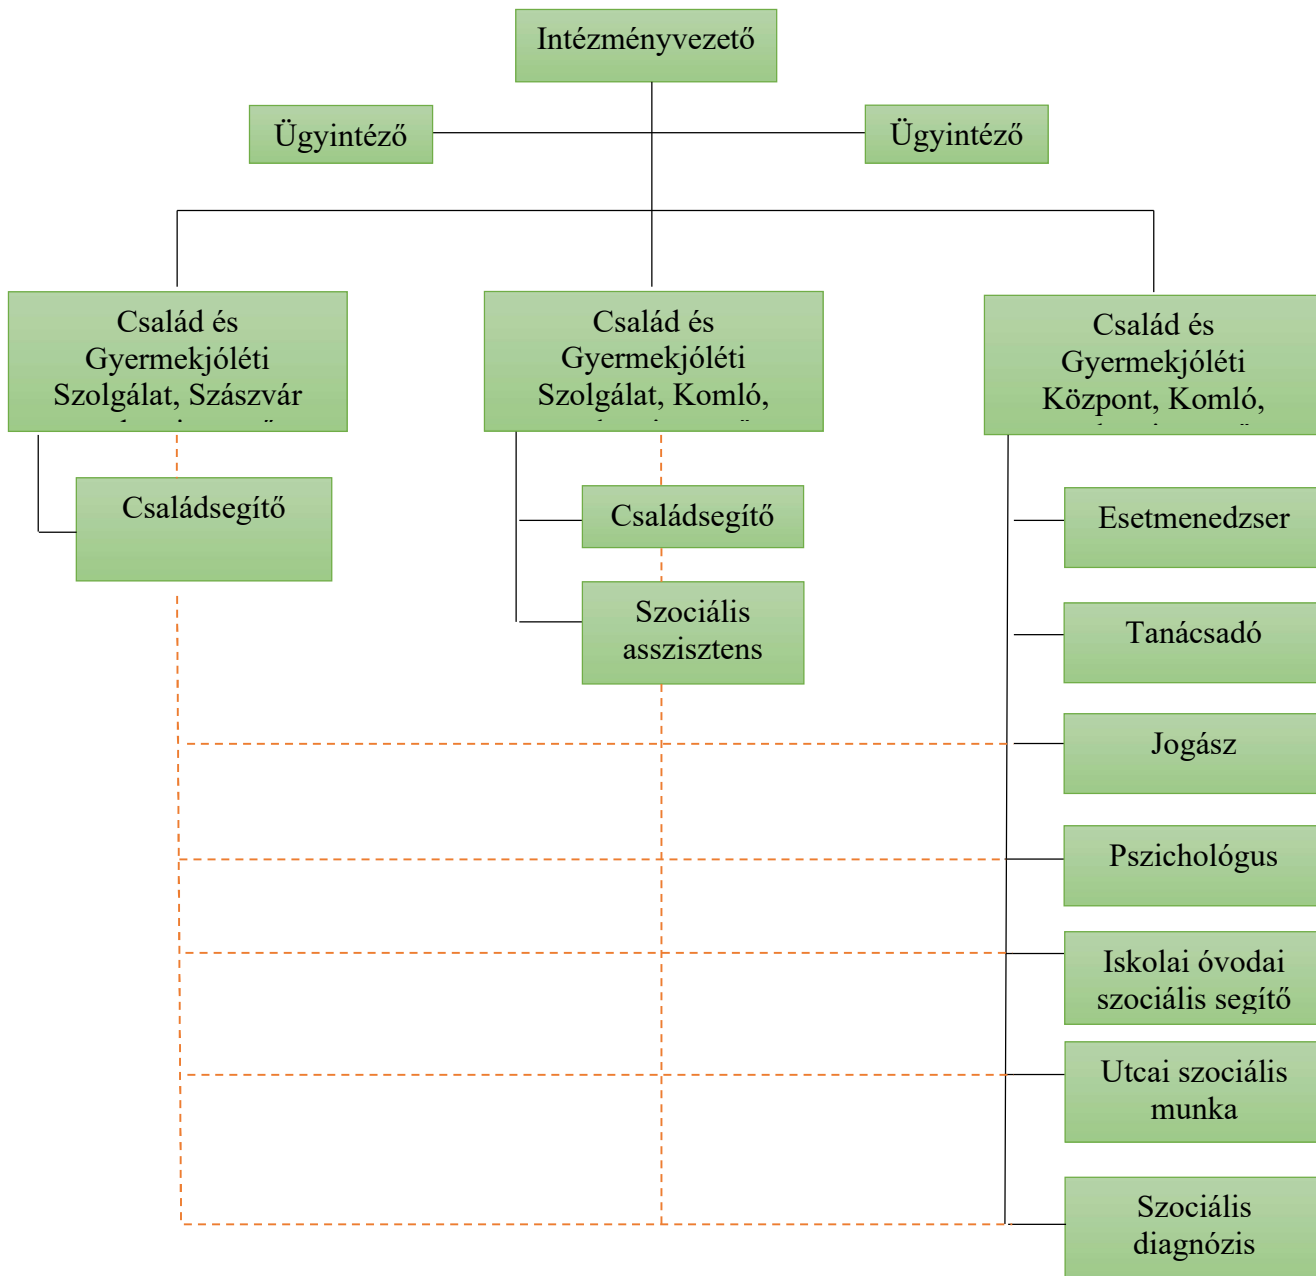 Intézményvezető
Ügyintéző
Ügyintéző
Család és
Gyermekjóléti
Szolgálat, Szászvár
Család és
Gyermekjóléti
Szolgálat, Komló,
Család és
Gyermekjóléti
Központ, Komló,
Családsegítő
Családsegítő
Szociális
asszisztens
Esetmenedzser
Tanácsadó
Jogász
Pszichológus
Iskolai óvodai
szociális segítő
Utcai szociális
munka
Szociális
diagnózis